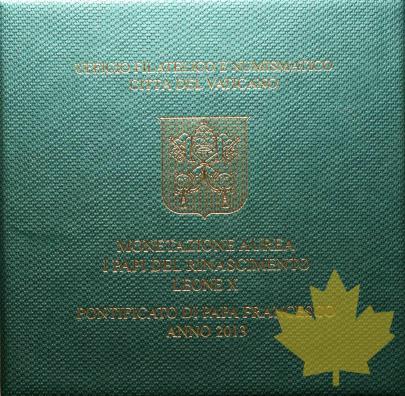 UFFICIO FILATELICO E NUMISMATICO
CITTÀ DEL VATICANO
MONETAZIONE AUREA
I PAPI DEL RINASCIMENTO
LEONE X
PONTIFICATO DI PAPA FRANCESCO
ANNO 2013